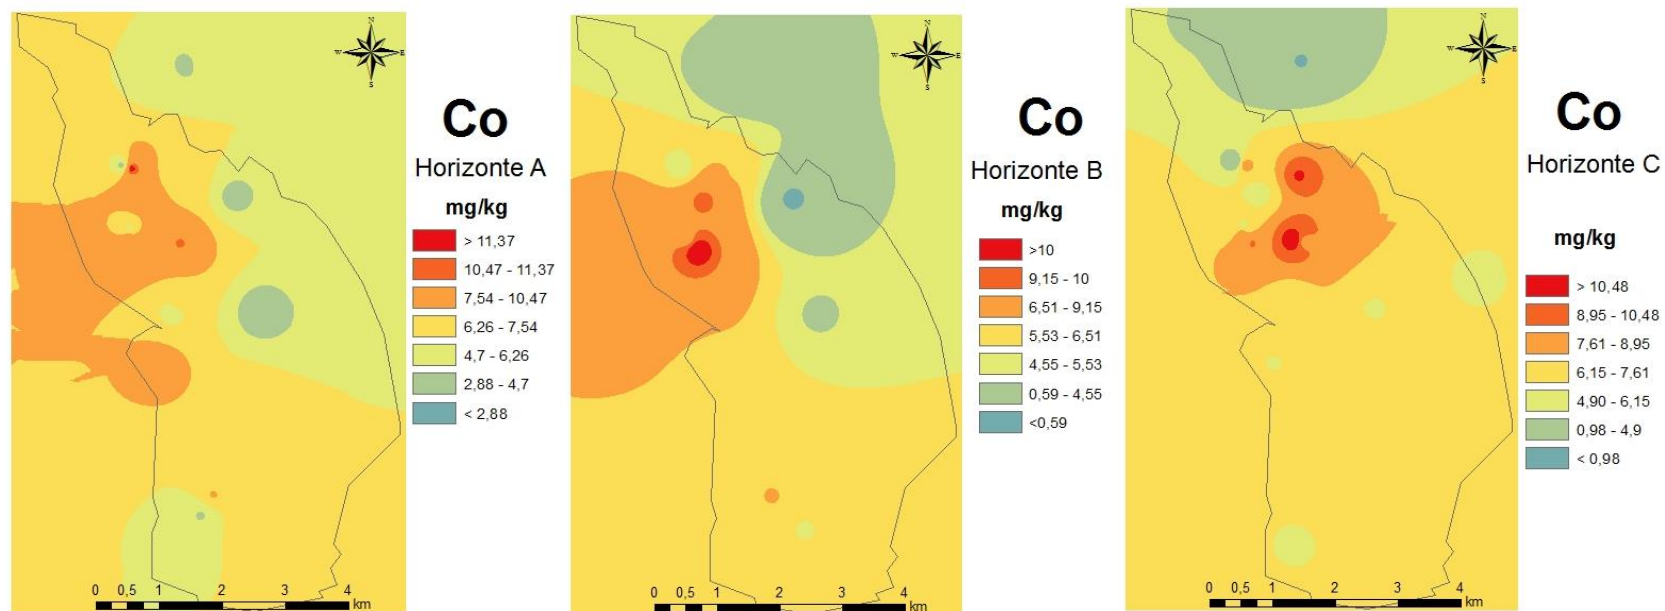 N
W E
S
Co
Horizonte A
mg/kg
> 11,37
10,47 - 11,37
7,54 - 10,47
6,26 - 7,54
4,7 - 6,26
2,88 - 4,7
< 2,88
0 0,5 1 2 3 4
km
N
W E
S
Co
Horizonte B
mg/kg
>10
9,15 - 10
6,51 - 9,15
5,53 - 6,51
4,55 - 5,53
0,59 - 4,55
<0,59
0 0,5 1 2 3 4
km
N
W E
S
Co
Horizonte C
mg/kg
> 10,48
8,95 - 10,48
7,61 - 8,95
6,15 - 7,61
4,90 - 6,15
0,98 - 4,9
< 0,98
0 0,5 1 2 3 4
km